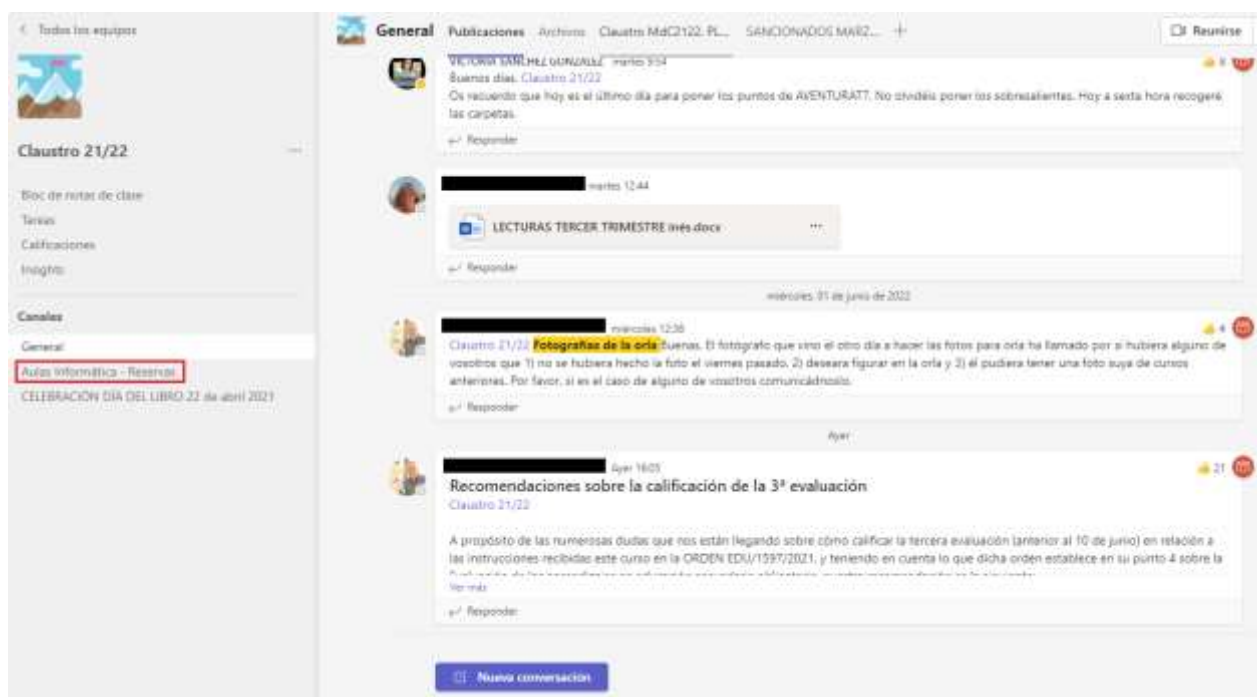 Todos los equipos
Claustro 21/22
Bloc de notas de clase
Tareas
Calificaciones
Insights
Canales
General
Aulas Informática - Reservas
CELEBRACIÓN DÍA DEL LIBRO 22 de abril 2021
General Publicaciones Archivos Claustro MdC2122. PL... SANCIONADOS MARZ... +
Reunirse
VICTORIA SANCHEZ GONZALEZ martes 9:54
8
Buenos días. Claustro 21/22
Os recuerdo que hoy es el último día para poner los puntos de AVENTURATT. No olvidéis poner los sobresalientes. Hoy a sexta hora recogeré
las carpetas.
Responder
martes 12:44
LECTURAS TERCER TRIMESTRE inés.docx ...
Responder
miércoles, 01 de junio de 2022
miércoles 12:38
4
Claustro 21/22 Fotografías de la orla Buenas. El fotógrafo que vino el otro día a hacer las fotos para orla ha llamado por si hubiera alguno de
vosotros que 1) no se hubiera hecho la foto el viernes pasado, 2) deseara figurar en la orla y 3) él pudiera tener una foto suya de cursos
anteriores. Por favor, si es el caso de alguno de vosotros comunicádnoslo.
Responder
Ayer
Ayer 16:05
21
Recomendaciones sobre la calificación de la 3ª evaluación
Claustro 21/22
A propósito de las numerosas dudas que nos están llegando sobre cómo calificar la tercera evaluación (anterior al 10 de junio) en relación a
las instrucciones recibidas este curso en la ORDEN EDU/1597/2021, y teniendo en cuenta lo que dicha orden establece en su punto 4 sobre la
Ver más
Responder
Nueva conversación